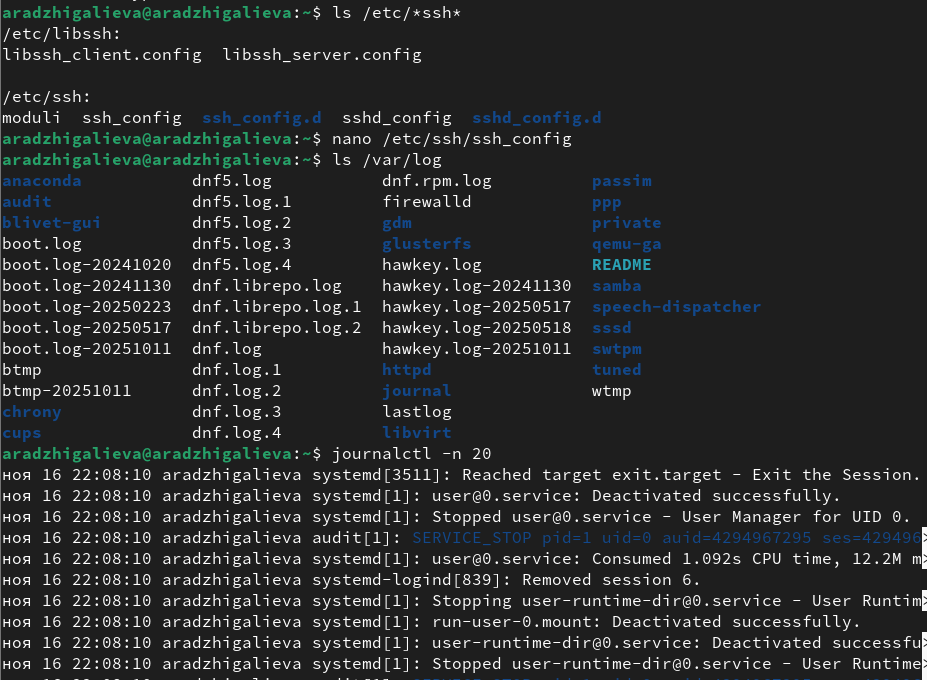 aradzhigalieva@aradzhigalieva:~$ ls /etc/*ssh*
/etc/libssh:
libssh_client.config  libssh_server.config

/etc/ssh:
moduli  ssh_config  ssh_config.d  sshd_config  sshd_config.d
aradzhigalieva@aradzhigalieva:~$ nano /etc/ssh/ssh_config
aradzhigalieva@aradzhigalieva:~$ ls /var/log
anaconda           dnf5.log           dnf.rpm.log          passim
audit              dnf5.log.1         firewalld            ppp
blivet-gui         dnf5.log.2         gdm                  private
boot.log           dnf5.log.3         glusterfs            qemu-ga
boot.log-20241020  dnf5.log.4         hawkey.log           README
boot.log-20241130  dnf.librepo.log    hawkey.log-20241130  samba
boot.log-20250223  dnf.librepo.log.1  hawkey.log-20250517  speech-dispatcher
boot.log-20250517  dnf.librepo.log.2  hawkey.log-20250518  sssd
boot.log-20251011  dnf.log            hawkey.log-20251011  swtpm
btmp               dnf.log.1          httpd                tuned
btmp-20251011      dnf.log.2          journal              wtmp
chrony             dnf.log.3          lastlog
cups               dnf.log.4          libvirt
aradzhigalieva@aradzhigalieva:~$ journalctl -n 20
ноя 16 22:08:10 aradzhigalieva systemd[3511]: Reached target exit.target - Exit the Session.
ноя 16 22:08:10 aradzhigalieva systemd[1]: user@0.service: Deactivated successfully.
ноя 16 22:08:10 aradzhigalieva systemd[1]: Stopped user@0.service - User Manager for UID 0.
ноя 16 22:08:10 aradzhigalieva audit[1]: SERVICE_STOP pid=1 uid=0 auid=4294967295 ses=429496>
ноя 16 22:08:10 aradzhigalieva systemd[1]: user@0.service: Consumed 1.092s CPU time, 12.2M m>
ноя 16 22:08:10 aradzhigalieva systemd-logind[839]: Removed session 6.
ноя 16 22:08:10 aradzhigalieva systemd[1]: Stopping user-runtime-dir@0.service - User Runtim>
ноя 16 22:08:10 aradzhigalieva systemd[1]: run-user-0.mount: Deactivated successfully.
ноя 16 22:08:10 aradzhigalieva systemd[1]: user-runtime-dir@0.service: Deactivated successfu>
ноя 16 22:08:10 aradzhigalieva systemd[1]: Stopped user-runtime-dir@0.service - User Runtime>